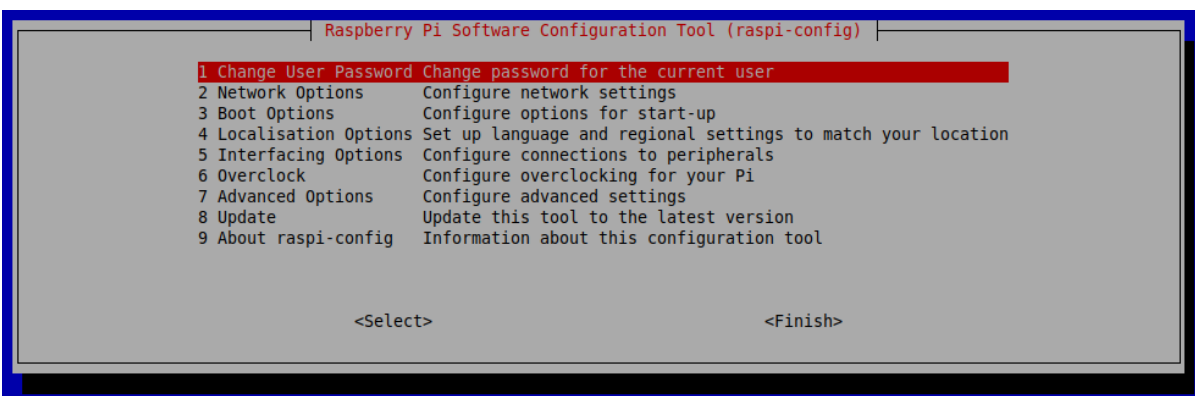 Raspberry Pi Software Configuration Tool (raspi-config)
1 Change User Password Change password for the current user
2 Network Options Configure network settings
3 Boot Options Configure options for start-up
4 Localisation Options Set up language and regional settings to match your location
5 Interfacing Options Configure connections to peripherals
6 Overclock Configure overclocking for your Pi
7 Advanced Options Configure advanced settings
8 Update Update this tool to the latest version
9 About raspi-config Information about this configuration tool
<Select> <Finish>